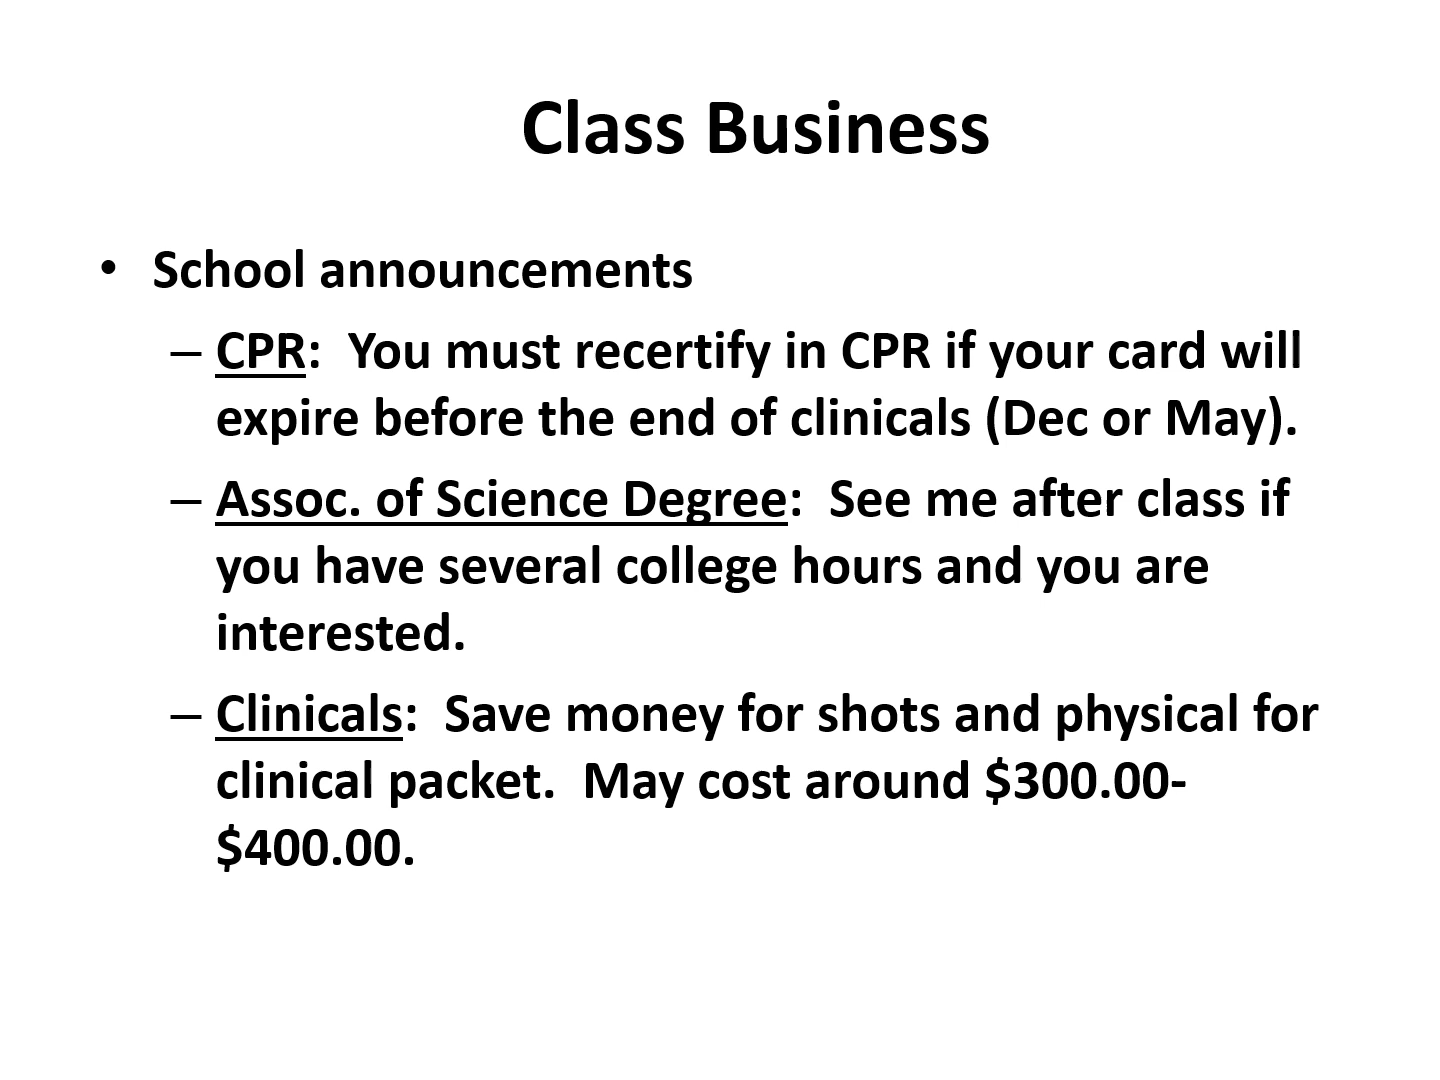 Class Business
• School announcements
– CPR:  You must recertify in CPR if your card will
expire before the end of clinicals (Dec or May).
– Assoc. of Science Degree:  See me after class if
you have several college hours and you are
interested.
– Clinicals:  Save money for shots and physical for
clinical packet.  May cost around $300.00-
$400.00.